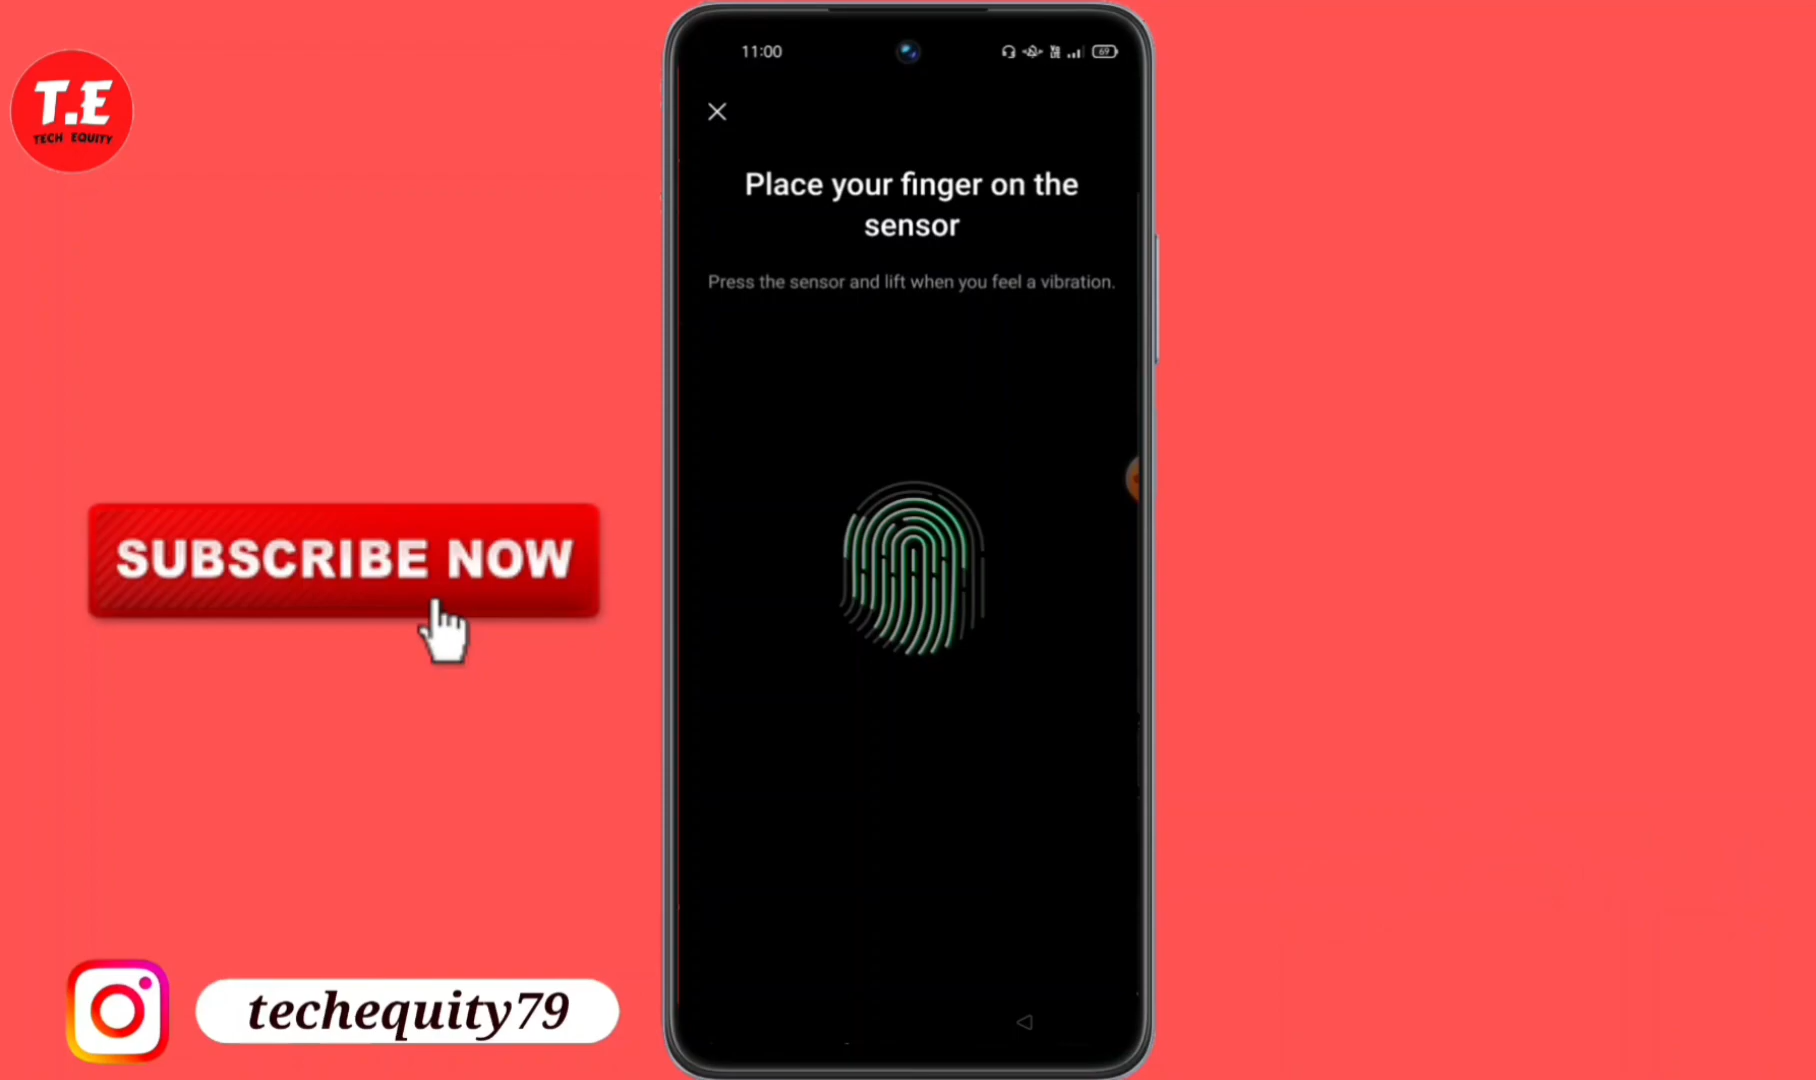 T.E
TECH EQUITY
11:00
69
Place your finger on the
sensor
Press the sensor and lift when you feel a vibration.
SUBSCRIBE NOW
techequity79